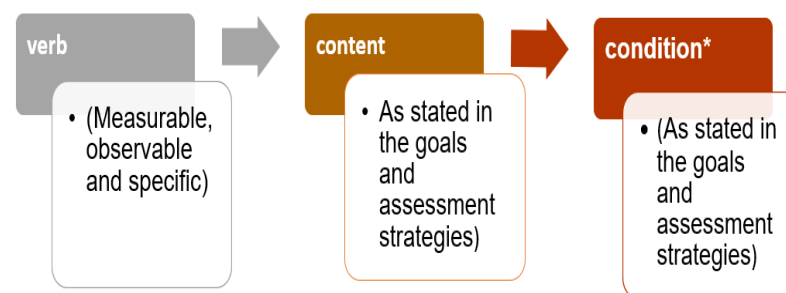 verb
• (Measurable,
observable
and specific)
content
• As stated in
the goals
and
assessment
strategies)
condition*
• (As stated in
the goals
and
assessment
strategies)